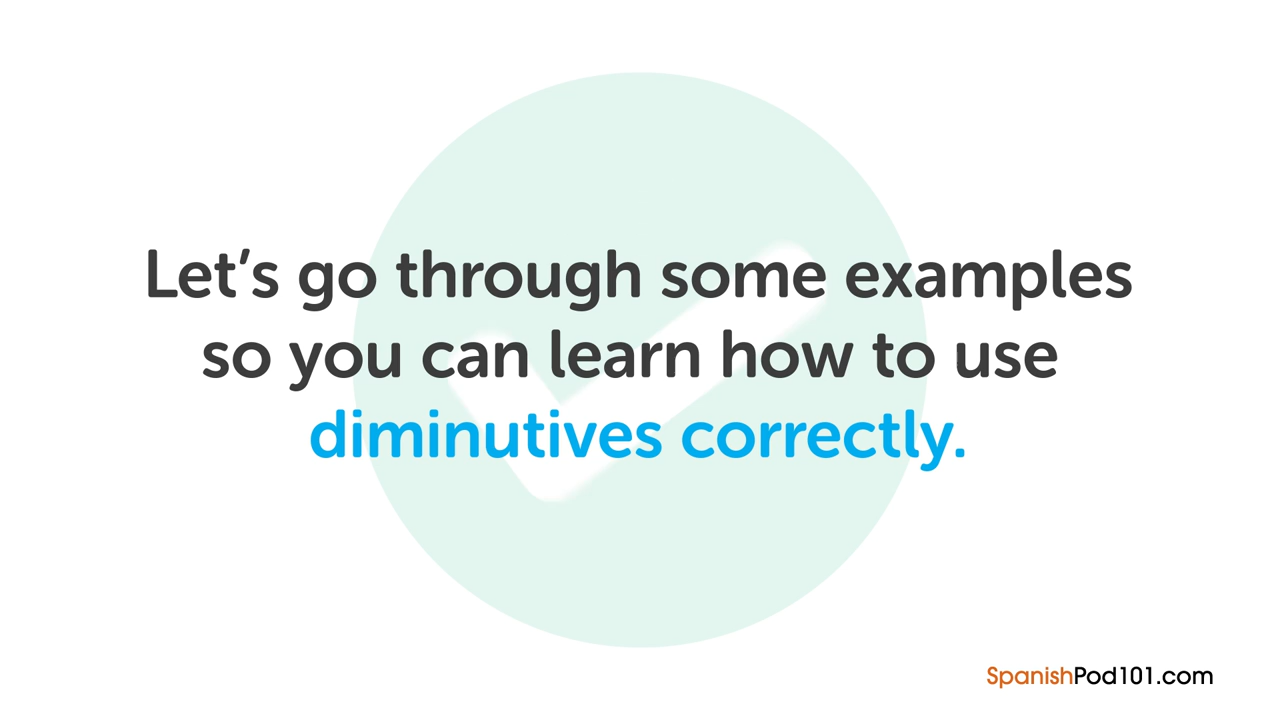 Let’s go through some examples
so you can learn how to use
diminutives correctly.
SpanishPod101.com